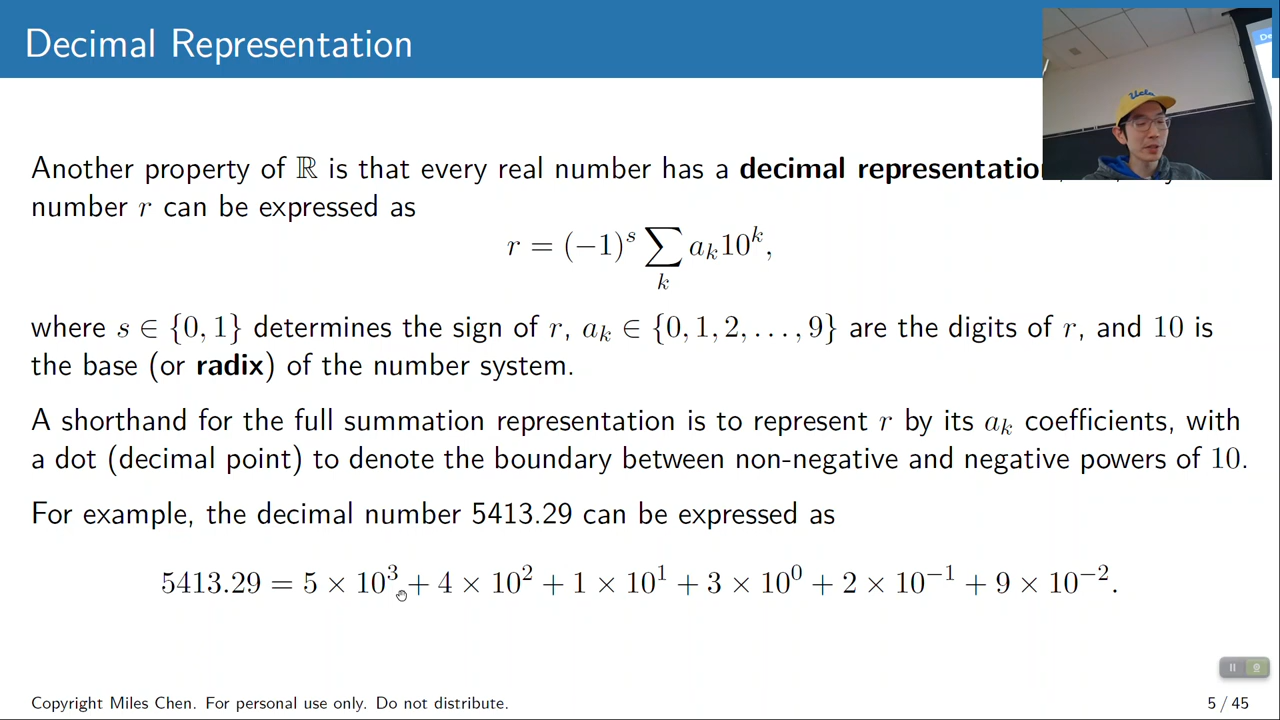 Decimal Representation
Ucla
De
Another property of ℝ is that every real number has a decimal
number r can be expressed as
r = (−1)^s ∑_k a_k 10^k,
where s ∈ {0, 1} determines the sign of r, a_k ∈ {0, 1, 2, . . . , 9} are the digits of r, and 10 is
the base (or radix) of the number system.
A shorthand for the full summation representation is to represent r by its a_k coefficients, with
a dot (decimal point) to denote the boundary between non-negative and negative powers of 10.
For example, the decimal number 5413.29 can be expressed as
5413.29 = 5 × 10^3 + 4 × 10^2 + 1 × 10^1 + 3 × 10^0 + 2 × 10^−1 + 9 × 10^−2.
Copyright Miles Chen. For personal use only. Do not distribute.
5 / 45